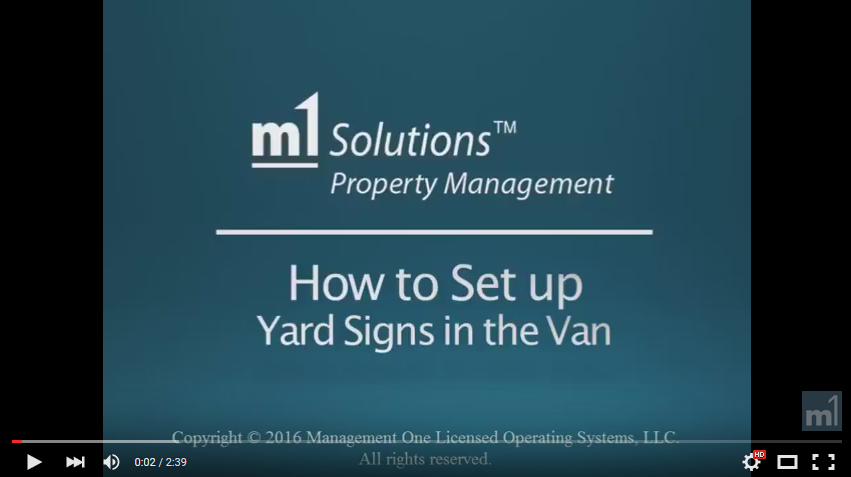 m1 Solutions™
Property Management
How to Set up
Yard Signs in the Van
m1
Copyright © 2016 Management One Licensed Operating Systems, LLC.
All rights reserved.
0:02 / 2:39
HD